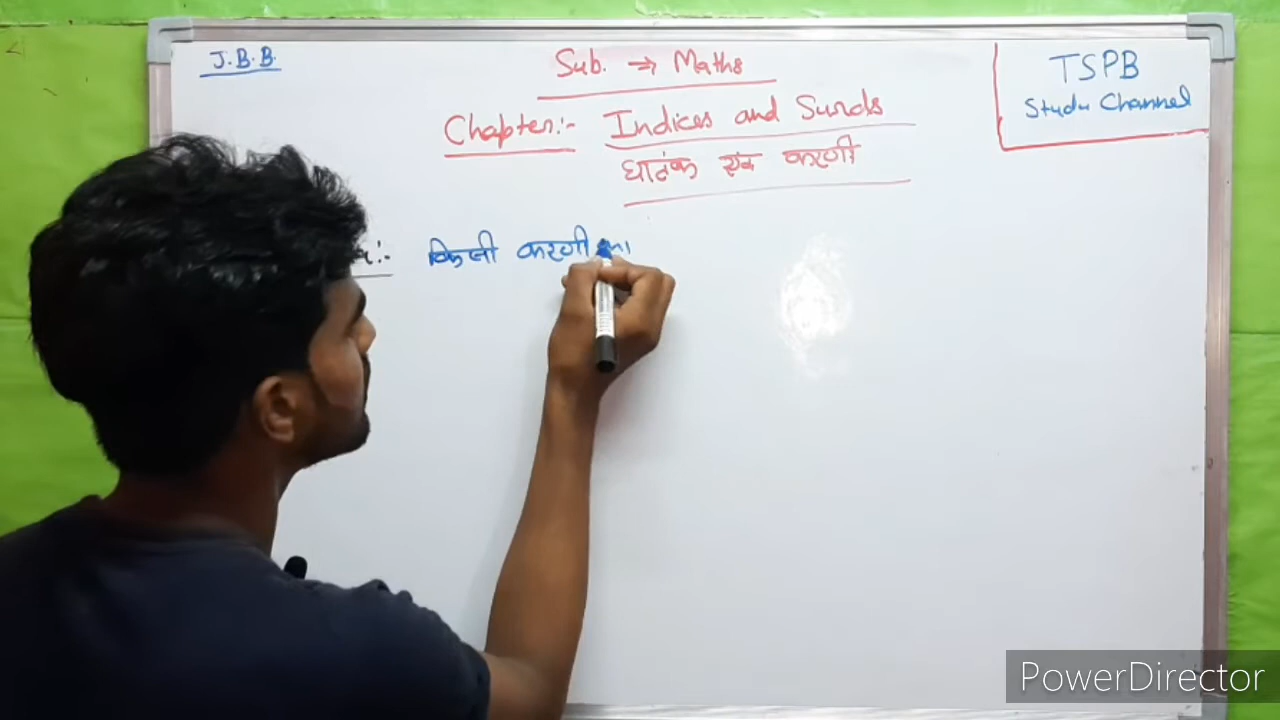 J.B.B.
Sub. → Maths
TSPB
Study Channel
Chapter:- Indices and Surds
घातंक एवं करणी
किसी करणी का
PowerDirector